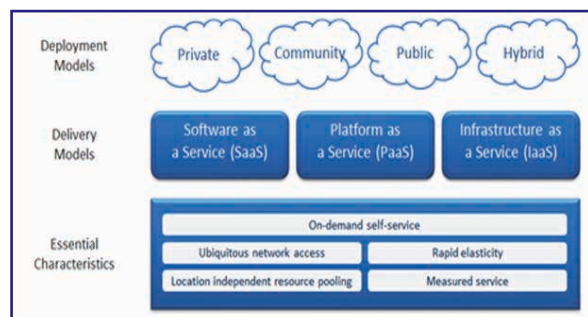 Deployment
Models
Private
Community
Public
Hybrid
Delivery
Models
Software as
a Service (SaaS)
Platform as
a Service (PaaS)
Infrastructure as
a Service (IaaS)
Essential
Characteristics
On-demand self-service
Ubiquitous network access
Rapid elasticity
Location independent resource pooling
Measured service